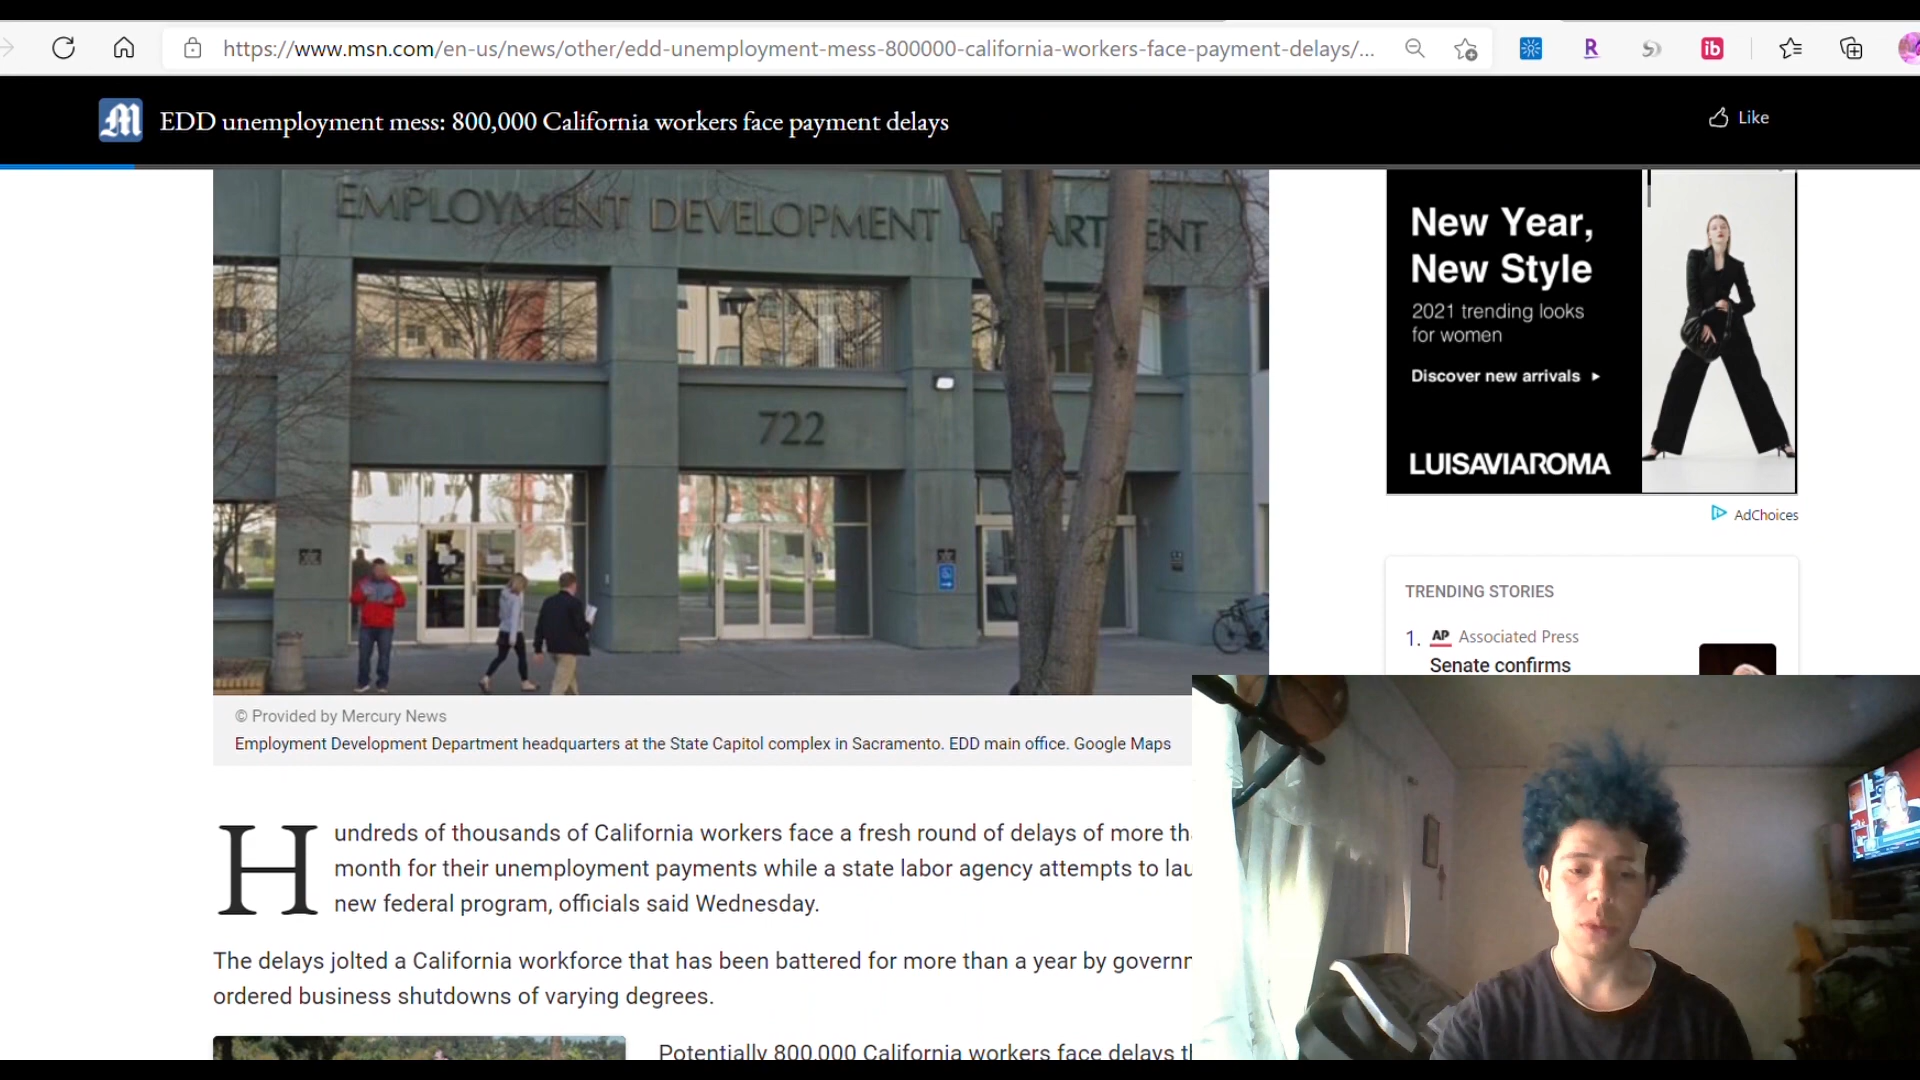 https://www.msn.com/en-us/news/other/edd-unemployment-mess-800000-california-workers-face-payment-delays/...
R
S
ib
M
EDD unemployment mess: 800,000 California workers face payment delays
Like
EMPLOYMENT DEVELOPMENT DEPARTMENT
722
New Year,
New Style
2021 trending looks
for women
Discover new arrivals
LUISAVIAROMA
AdChoices
TRENDING STORIES
1. AP Associated Press
Senate confirms
© Provided by Mercury News
Employment Development Department headquarters at the State Capitol complex in Sacramento. EDD main office. Google Maps
Hundreds of thousands of California workers face a fresh round of delays of more
month for their unemployment payments while a state labor agency attempts to
new federal program, officials said Wednesday.
The delays jolted a California workforce that has been battered for more than a year by
ordered business shutdowns of varying degrees.
Potentially 800,000 California workers face delays